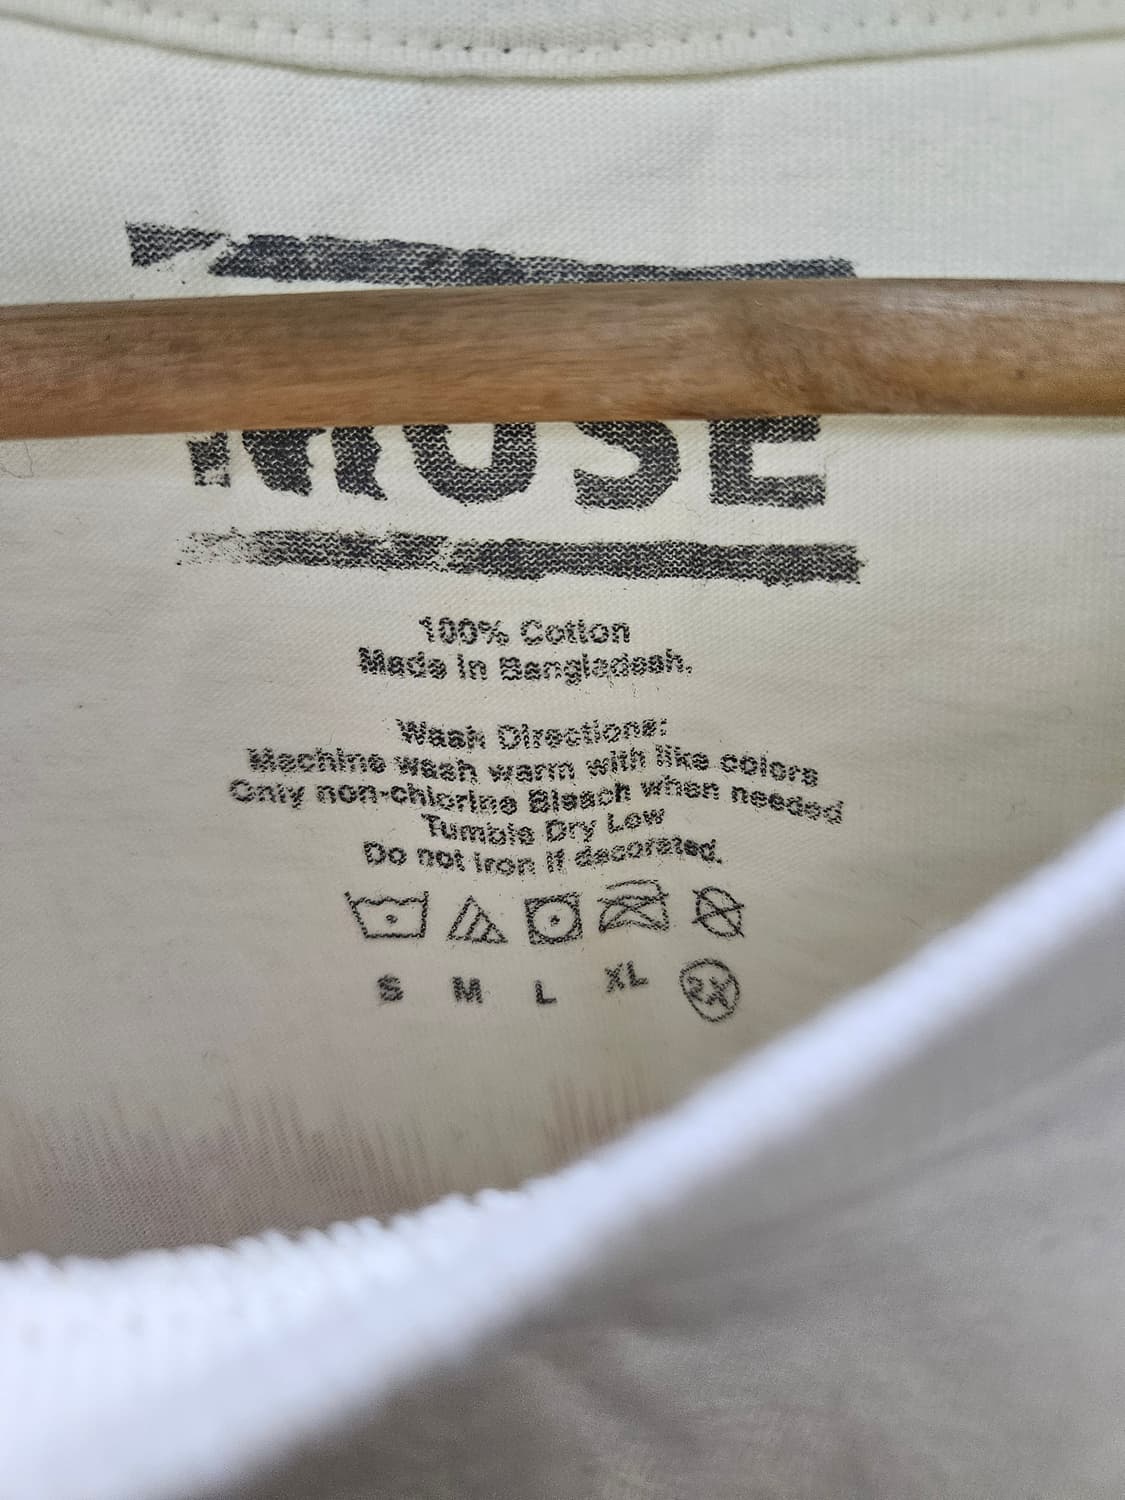 MUSE
100% Cotton
Made in Bangladesh.
Wash Directions:
Machine wash warm with like colors
Only non-chlorine Bleach when needed
Tumble Dry Low
Do not iron if decorated.
S M L XL 2X